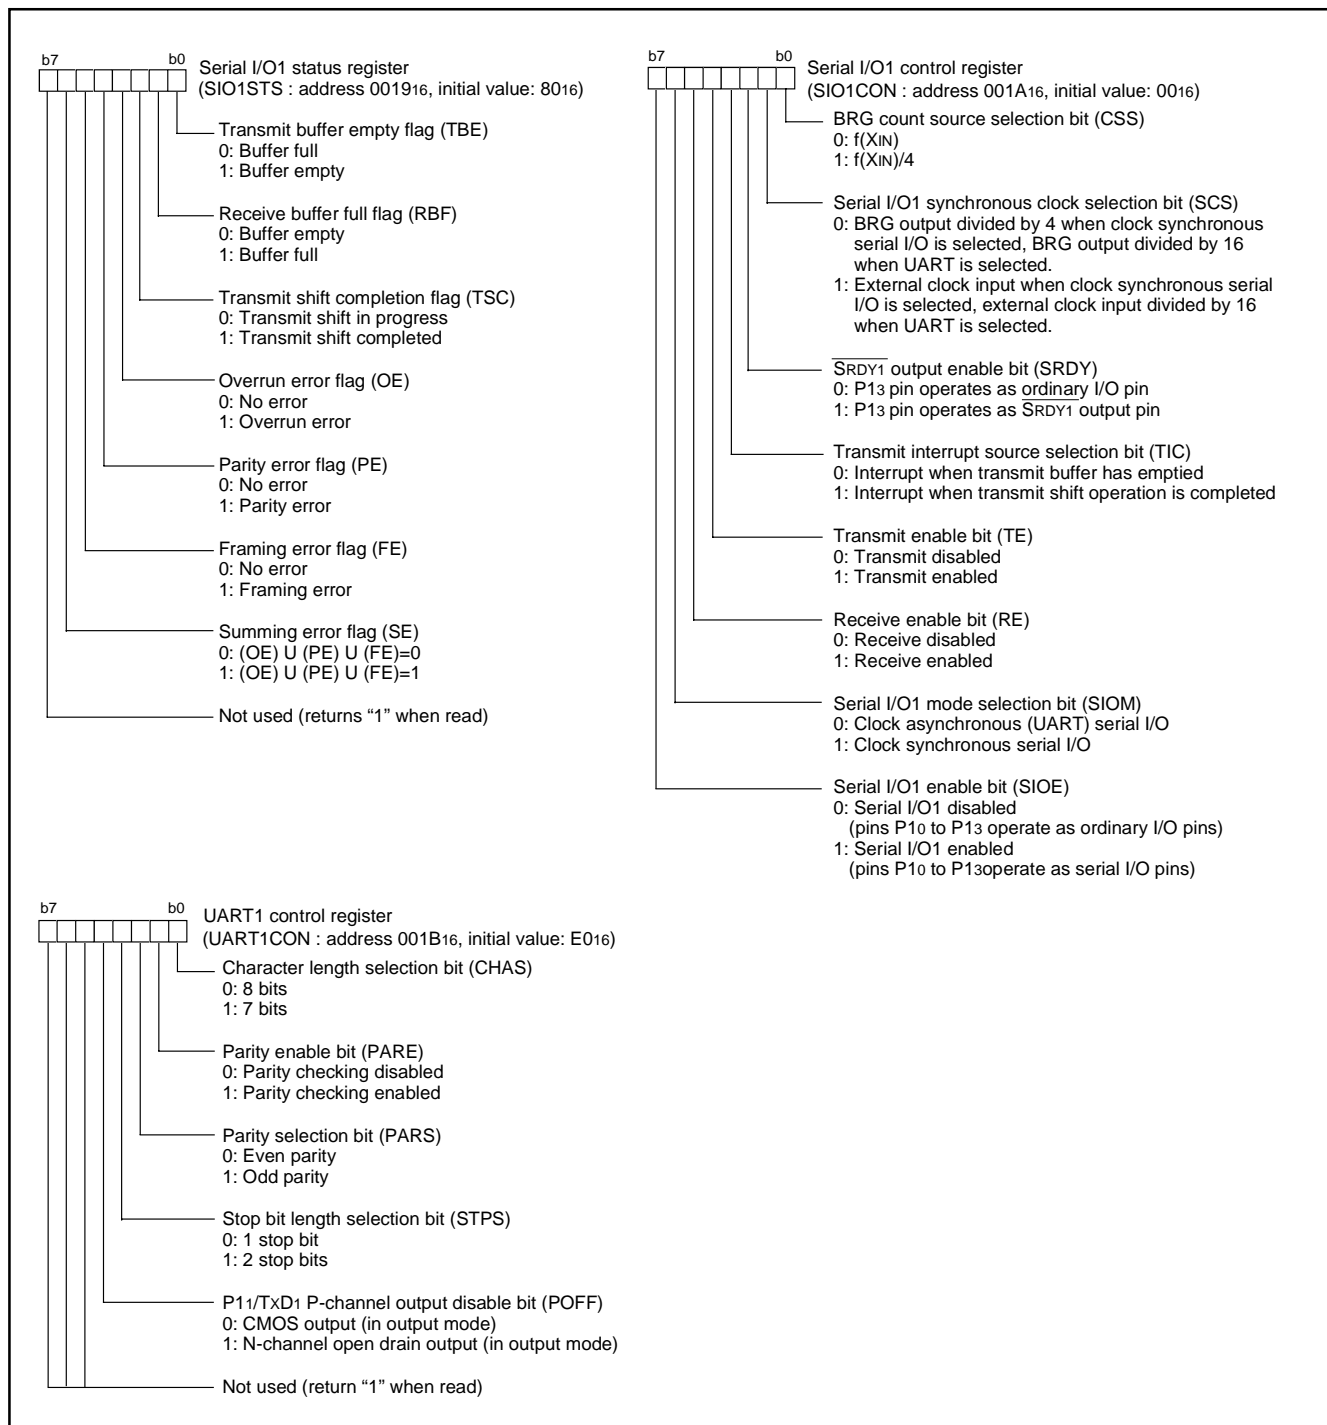 b7 b0
Serial I/O1 status register
(SIO1STS : address 001916, initial value: 8016)
Transmit buffer empty flag (TBE)
0: Buffer full
1: Buffer empty
Receive buffer full flag (RBF)
0: Buffer empty
1: Buffer full
Transmit shift completion flag (TSC)
0: Transmit shift in progress
1: Transmit shift completed
Overrun error flag (OE)
0: No error
1: Overrun error
Parity error flag (PE)
0: No error
1: Parity error
Framing error flag (FE)
0: No error
1: Framing error
Summing error flag (SE)
0: (OE) U (PE) U (FE)=0
1: (OE) U (PE) U (FE)=1
Not used (returns “1” when read)
b7 b0
Serial I/O1 control register
(SIO1CON : address 001A16, initial value: 0016)
BRG count source selection bit (CSS)
0: f(XIN)
1: f(XIN)/4
Serial I/O1 synchronous clock selection bit (SCS)
0: BRG output divided by 4 when clock synchronous
serial I/O is selected, BRG output divided by 16
when UART is selected.
1: External clock input when clock synchronous serial
I/O is selected, external clock input divided by 16
when UART is selected.
SRDY1 output enable bit (SRDY)
0: P13 pin operates as ordinary I/O pin
1: P13 pin operates as SRDY1 output pin
Transmit interrupt source selection bit (TIC)
0: Interrupt when transmit buffer has emptied
1: Interrupt when transmit shift operation is completed
Transmit enable bit (TE)
0: Transmit disabled
1: Transmit enabled
Receive enable bit (RE)
0: Receive disabled
1: Receive enabled
Serial I/O1 mode selection bit (SIOM)
0: Clock asynchronous (UART) serial I/O
1: Clock synchronous serial I/O
Serial I/O1 enable bit (SIOE)
0: Serial I/O1 disabled
(pins P10 to P13 operate as ordinary I/O pins)
1: Serial I/O1 enabled
(pins P10 to P13operate as serial I/O pins)
b7 b0
UART1 control register
(UART1CON : address 001B16, initial value: E016)
Character length selection bit (CHAS)
0: 8 bits
1: 7 bits
Parity enable bit (PARE)
0: Parity checking disabled
1: Parity checking enabled
Parity selection bit (PARS)
0: Even parity
1: Odd parity
Stop bit length selection bit (STPS)
0: 1 stop bit
1: 2 stop bits
P11/TXD1 P-channel output disable bit (POFF)
0: CMOS output (in output mode)
1: N-channel open drain output (in output mode)
Not used (return “1” when read)